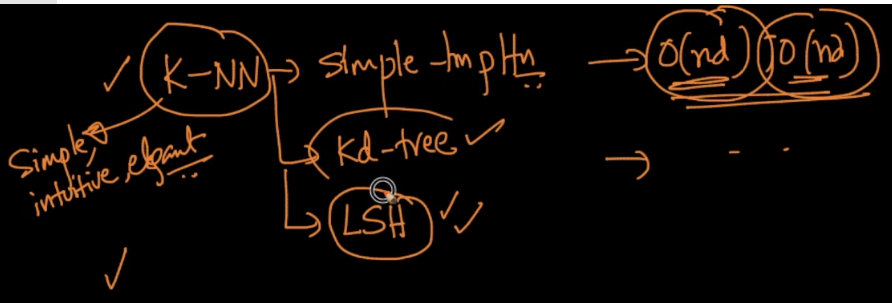 K-NN → simple Impltn → O(nd) O(nd)
Simple, intuitive, elegant
Kd-tree
LSH